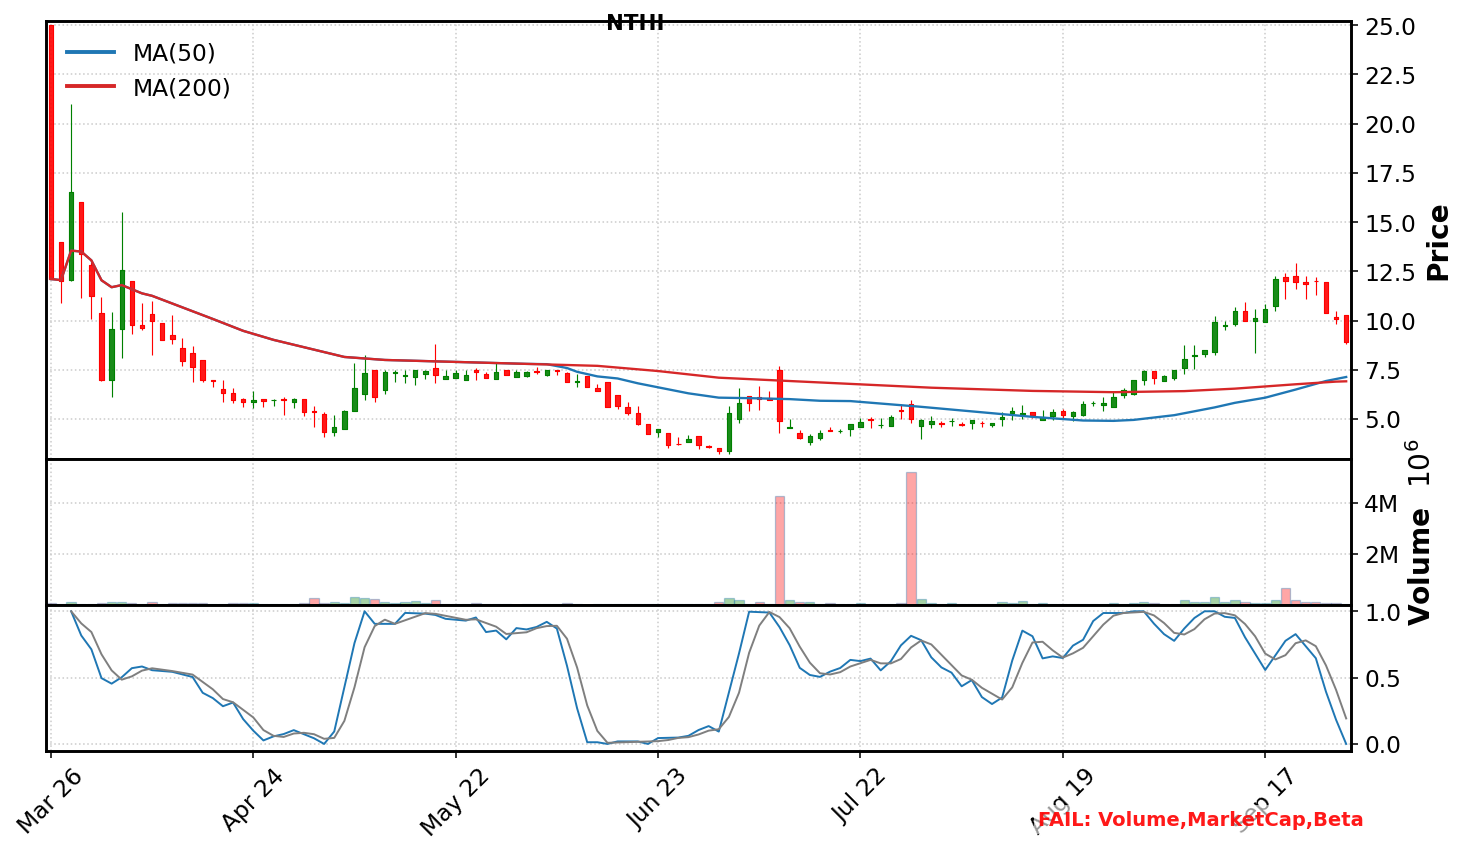 NTHI
MA(50)
MA(200)
25.0
22.5
20.0
17.5
15.0
12.5
10.0
7.5
5.0
Price
4M
2M
Volume 10^6
1.0
0.5
0.0
Mar 26
Apr 24
May 22
Jun 23
Jul 22
Aug 19
Sep 17
FAIL: Volume,MarketCap,Beta